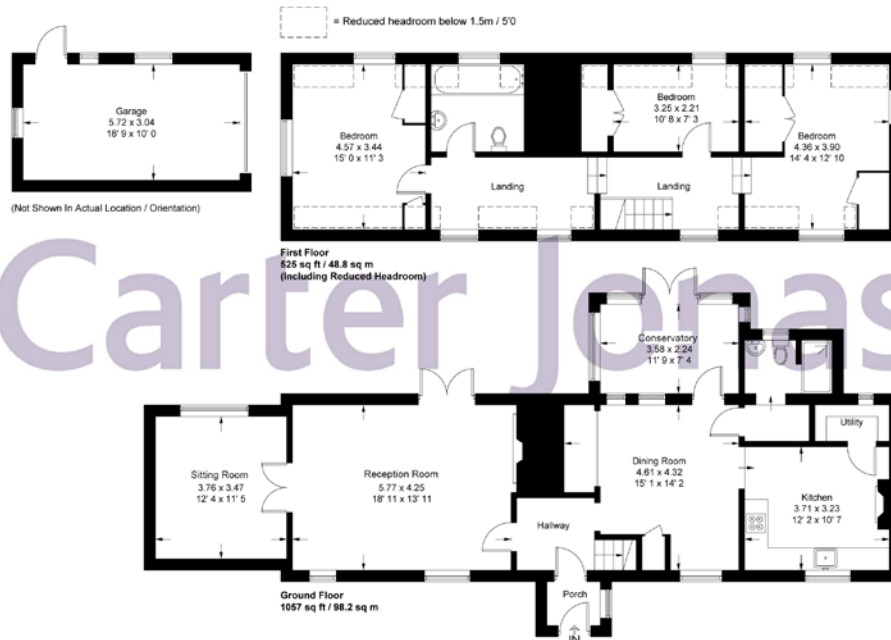 = Reduced headroom below 1.5m / 5'0
Garage
5.72 x 3.04
18' 9 x 10' 0
(Not Shown In Actual Location / Orientation)
Bedroom
4.57 x 3.44
15' 0 x 11' 3
Bedroom
3.25 x 2.21
10' 8 x 7' 3
Bedroom
4.36 x 3.90
14' 4 x 12' 10
Landing
Landing
First Floor
525 sq ft / 48.8 sq m
(Including Reduced Headroom)
Carter Jonas
Conservatory
3.58 x 2.24
11' 9 x 7' 4
Sitting Room
3.76 x 3.47
12' 4 x 11' 5
Reception Room
5.77 x 4.25
18' 11 x 13' 11
Dining Room
4.61 x 4.32
15' 1 x 14' 2
Utility
Kitchen
3.71 x 3.23
12' 2 x 10' 7
Hallway
Porch
IN
Ground Floor
1057 sq ft / 98.2 sq m